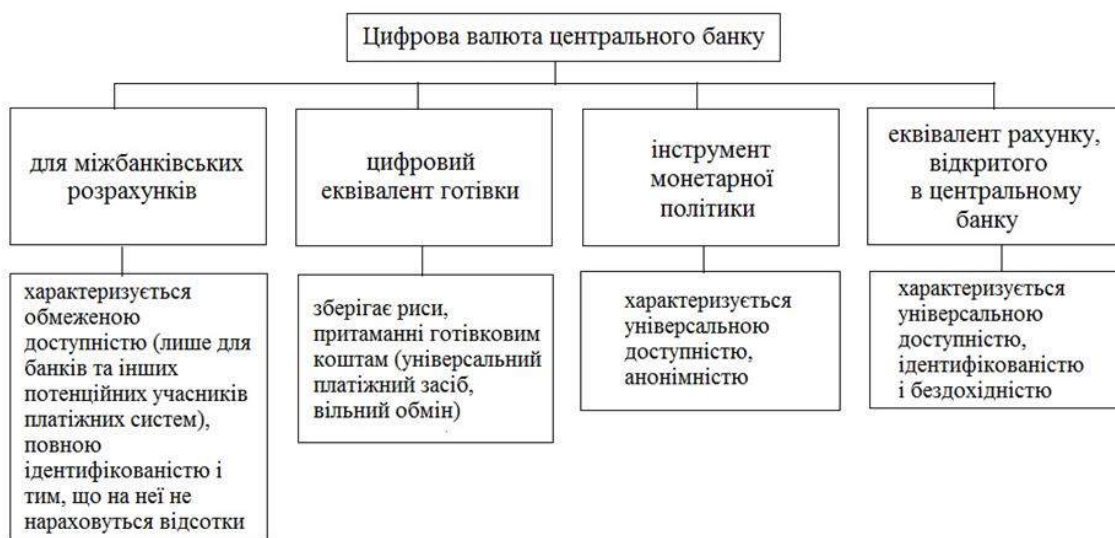 Цифрова валюта центрального банку
для міжбанківських
розрахунків
цифровий
еквівалент готівки
інструмент
монетарної
політики
еквівалент рахунку,
відкритого
в центральному
банку
характеризується
обмеженою
доступністю (лише для
банків та інших
потенційних учасників
платіжних систем),
повною
ідентифікованістю і
тим, що на неї не
нараховуться відсотки
зберігає риси,
притаманні готівковим
коштам (універсальний
платіжний засіб,
вільний обмін)
характеризується
універсальною
доступністю,
анонімністю
характеризується
універсальною
доступністю,
ідентифікованістю
і бездохідністю